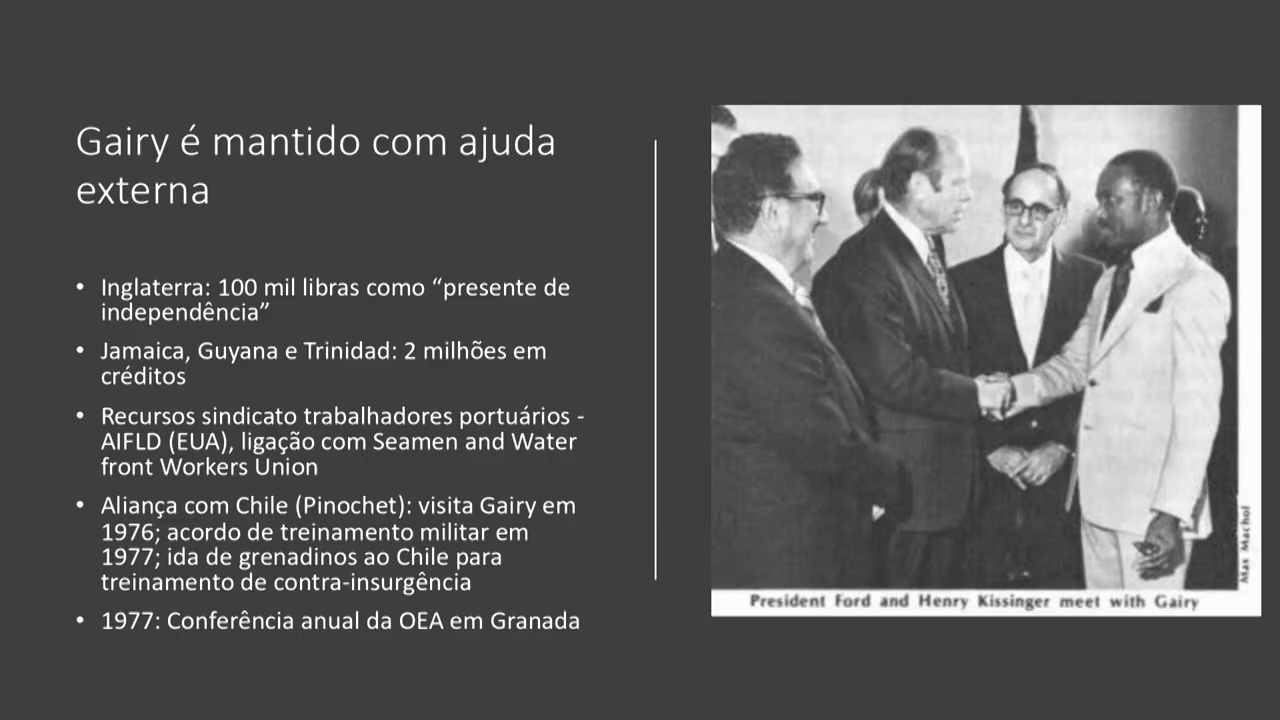 Gairy é mantido com ajuda
externa
• Inglaterra: 100 mil libras como “presente de
independência”
• Jamaica, Guyana e Trinidad: 2 milhões em
créditos
• Recursos sindicato trabalhadores portuários -
AIFLD (EUA), ligação com Seamen and Water
front Workers Union
• Aliança com Chile (Pinochet): visita Gairy em
1976; acordo de treinamento militar em
1977; ida de grenadinos ao Chile para
treinamento de contra-insurgência
• 1977: Conferência anual da OEA em Granada
Max Machol
President Ford and Henry Kissinger meet with Gairy